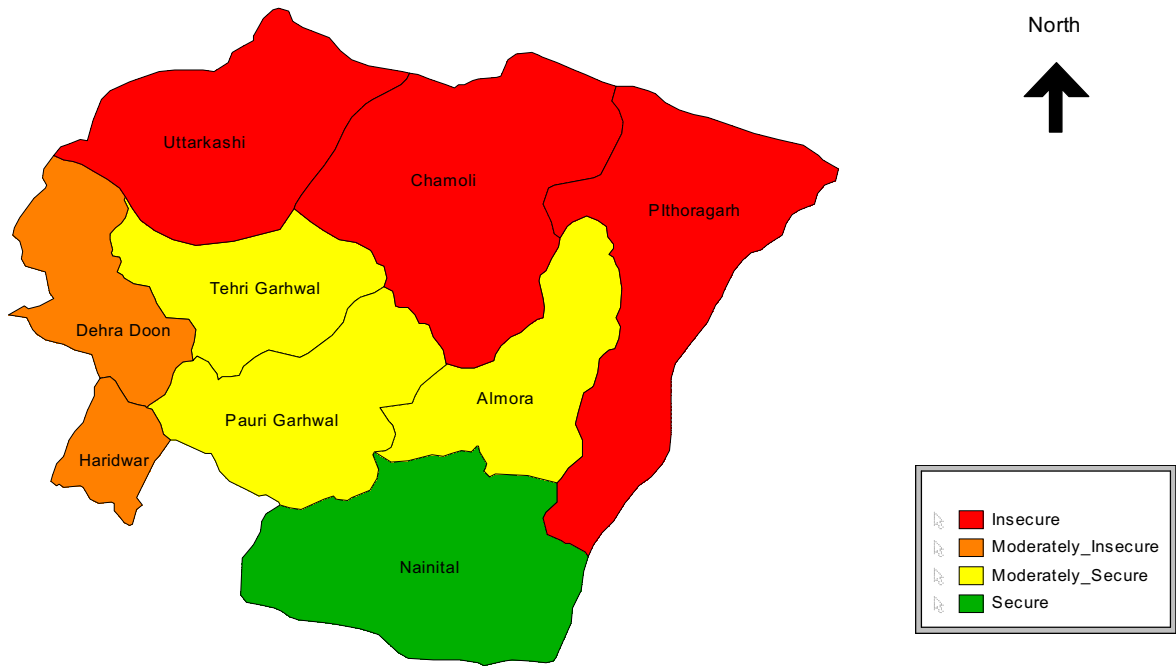 North
Uttarkashi
Chamoli
PIthoragarh
Tehri Garhwal
Dehra Doon
Almora
Pauri Garhwal
Haridwar
Nainital
Insecure
Moderately_Insecure
Moderately_Secure
Secure